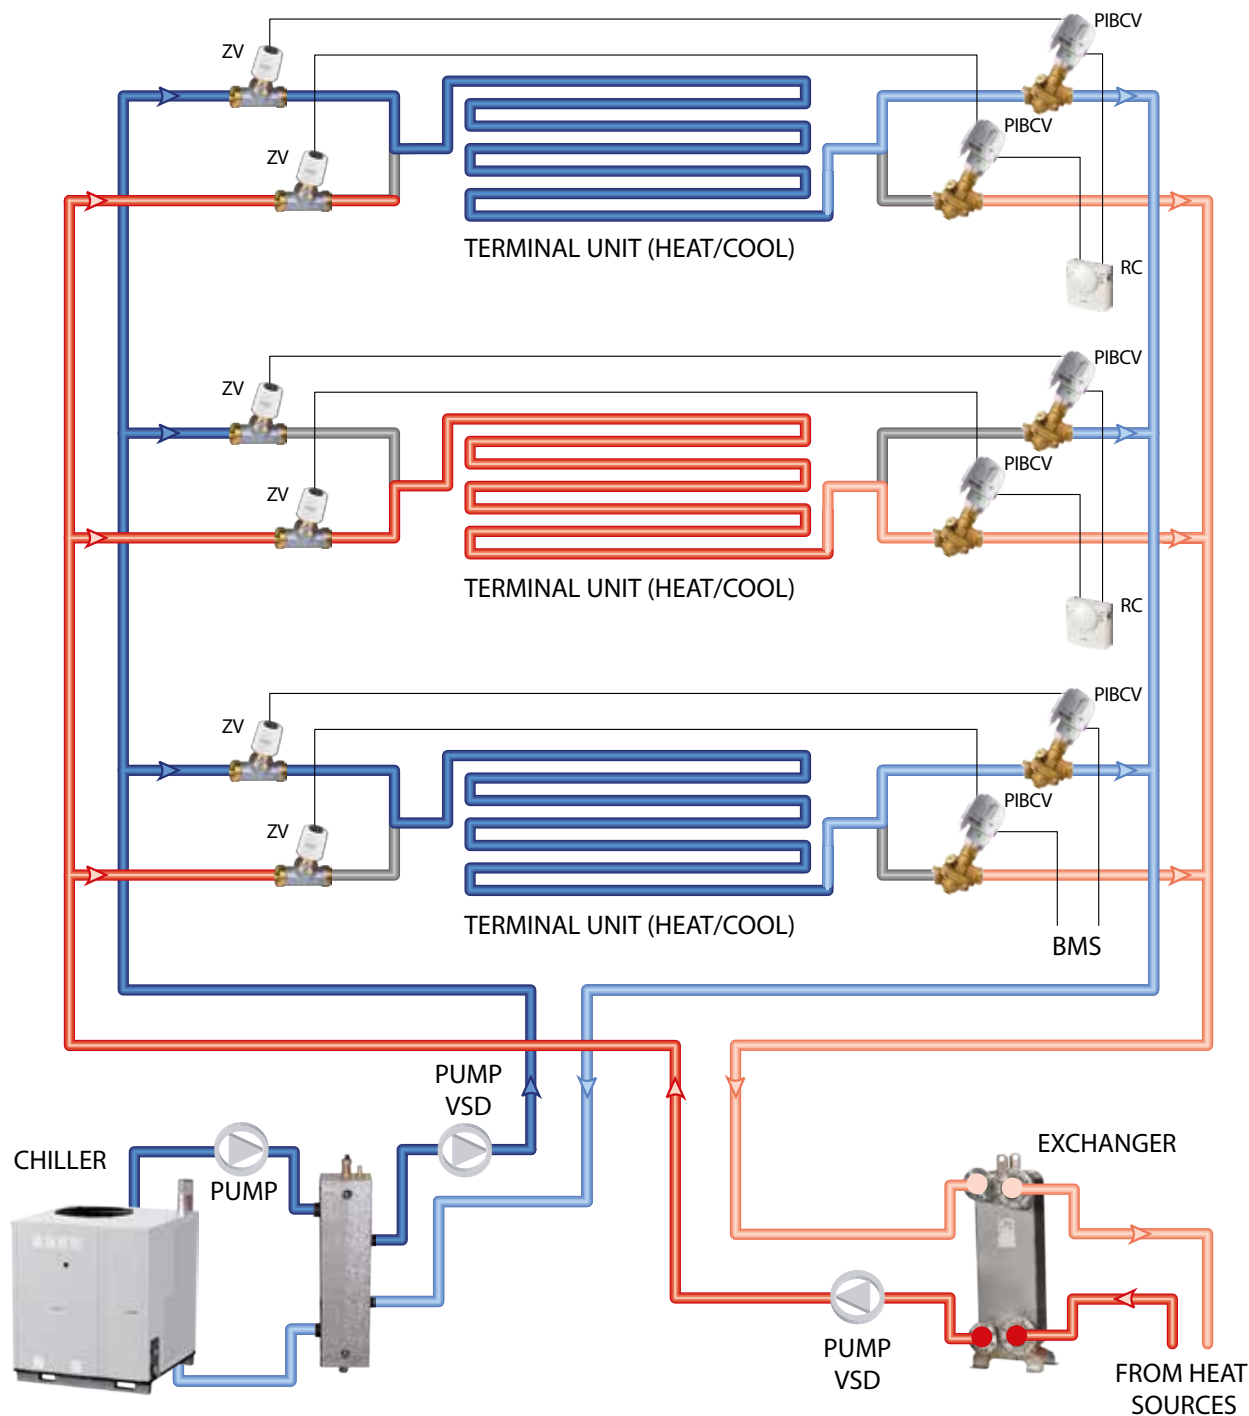 PIBCV
ZV
PIBCV
ZV
TERMINAL UNIT (HEAT/COOL)
RC
PIBCV
ZV
PIBCV
ZV
TERMINAL UNIT (HEAT/COOL)
RC
PIBCV
ZV
PIBCV
ZV
TERMINAL UNIT (HEAT/COOL)
BMS
PUMP
VSD
CHILLER
PUMP
EXCHANGER
PUMP
VSD
FROM HEAT
SOURCES